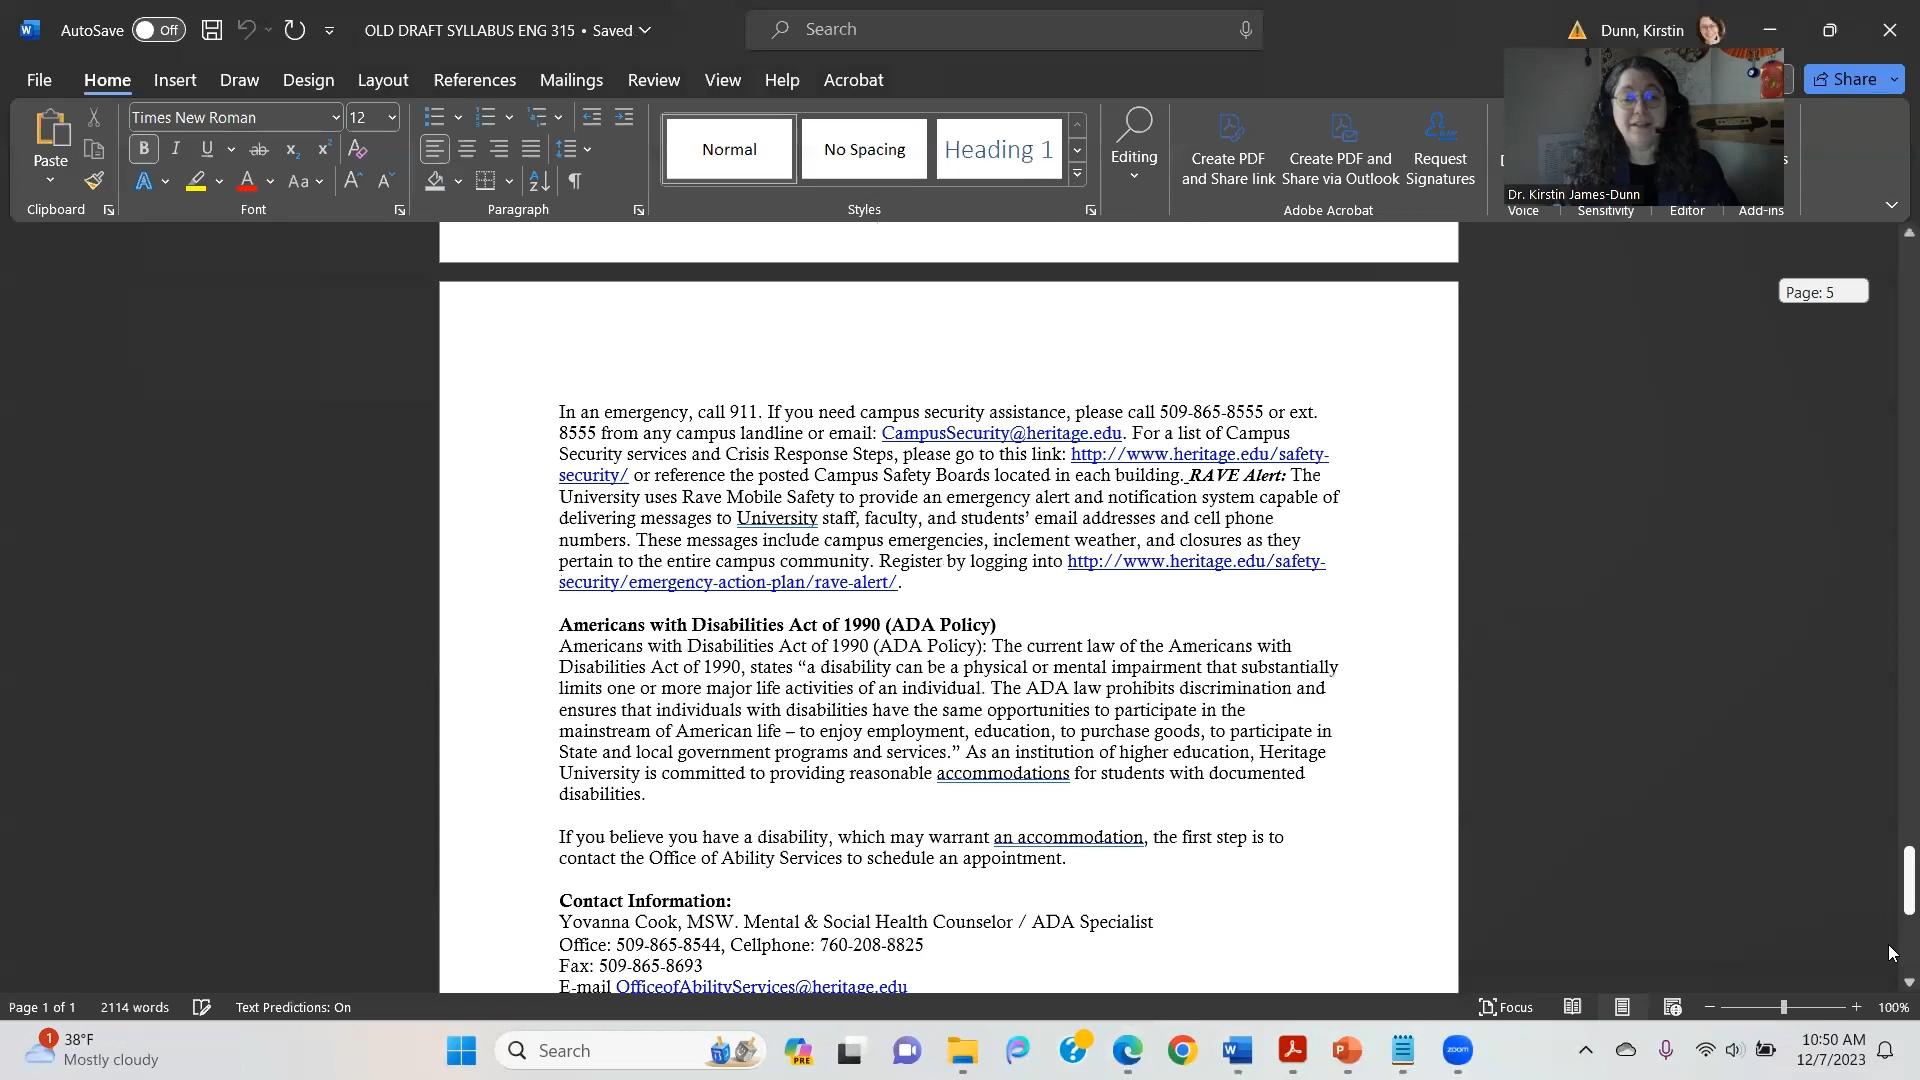 AutoSave
Off
OLD DRAFT SYLLABUS ENG 315 • Saved
Search
Dunn, Kirstin
File
Home
Insert
Draw
Design
Layout
References
Mailings
Review
View
Help
Acrobat
Share
Paste
Clipboard
Times New Roman
12
Font
Paragraph
Normal
No Spacing
Heading 1
Styles
Editing
Create PDF
and Share link
Create PDF and
Share via Outlook
Request
Signatures
Adobe Acrobat
Dr. Kirstin James-Dunn
Voice
Sensitivity
Editor
Add-ins
Page: 5
In an emergency, call 911. If you need campus security assistance, please call 509-865-8555 or ext.
8555 from any campus landline or email: CampusSecurity@heritage.edu. For a list of Campus
Security services and Crisis Response Steps, please go to this link: http://www.heritage.edu/safety-
security/ or reference the posted Campus Safety Boards located in each building. RAVE Alert: The
University uses Rave Mobile Safety to provide an emergency alert and notification system capable of
delivering messages to University staff, faculty, and students’ email addresses and cell phone
numbers. These messages include campus emergencies, inclement weather, and closures as they
pertain to the entire campus community. Register by logging into http://www.heritage.edu/safety-
security/emergency-action-plan/rave-alert/.
Americans with Disabilities Act of 1990 (ADA Policy)
Americans with Disabilities Act of 1990 (ADA Policy): The current law of the Americans with
Disabilities Act of 1990, states “a disability can be a physical or mental impairment that substantially
limits one or more major life activities of an individual. The ADA law prohibits discrimination and
ensures that individuals with disabilities have the same opportunities to participate in the
mainstream of American life – to enjoy employment, education, to purchase goods, to participate in
State and local government programs and services.” As an institution of higher education, Heritage
University is committed to providing reasonable accommodations for students with documented
disabilities.
If you believe you have a disability, which may warrant an accommodation, the first step is to
contact the Office of Ability Services to schedule an appointment.
Contact Information:
Yovanna Cook, MSW. Mental & Social Health Counselor / ADA Specialist
Office: 509-865-8544, Cellphone: 760-208-8825
Fax: 509-865-8693
E-mail OfficeofAbilityServices@heritage.edu
Page 1 of 1
2114 words
Text Predictions: On
Focus
100%
1
38°F
Mostly cloudy
Search
PRE
zoom
10:50 AM
12/7/2023